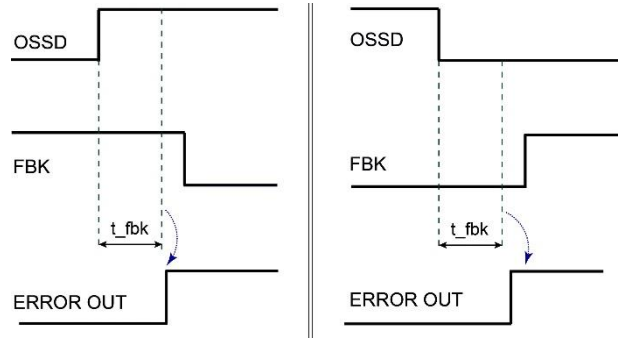 OSSD
FBK
t_fbk
ERROR OUT
OSSD
FBK
t_fbk
ERROR OUT